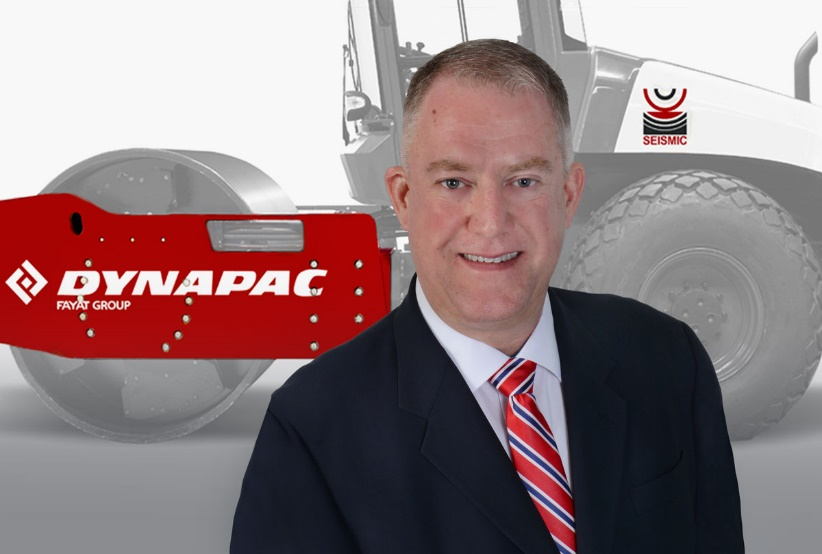 DYNAPAC
FAYAT GROUP
SEISMIC